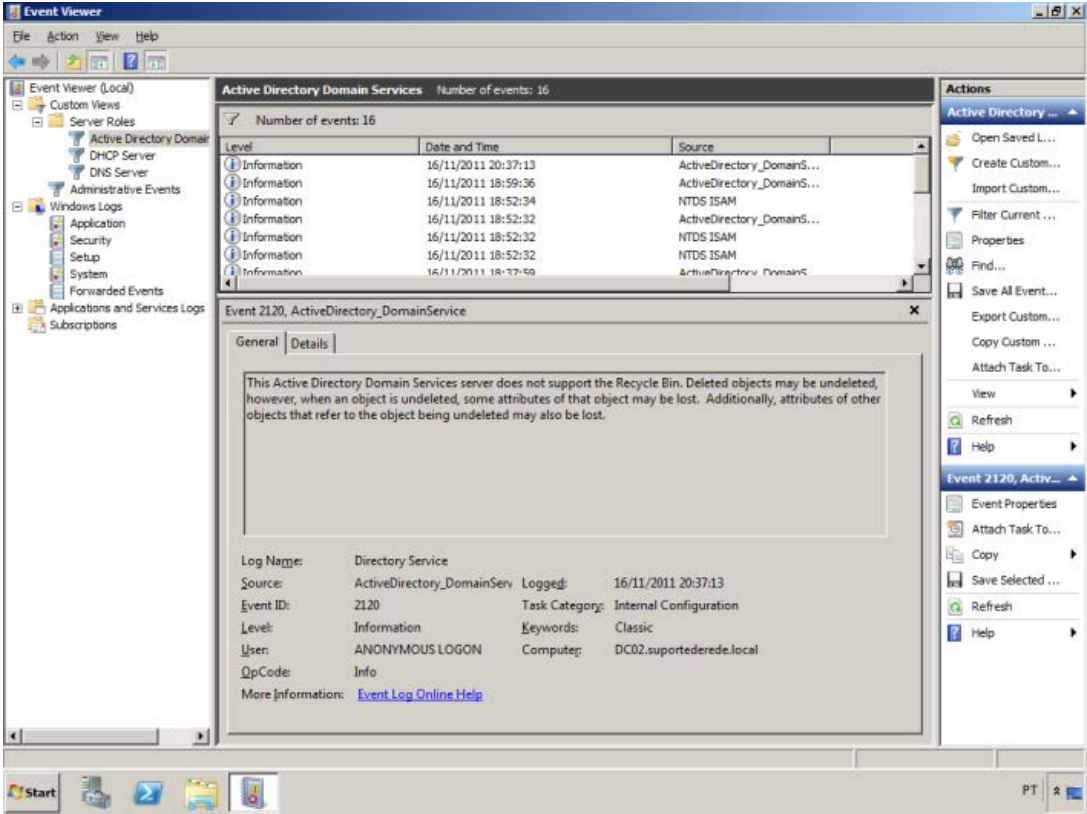 Event Viewer
File Action View Help
Event Viewer (Local)
Custom Views
Server Roles
Active Directory Domair
DHCP Server
DNS Server
Administrative Events
Windows Logs
Application
Security
Setup
System
Forwarded Events
Applications and Services Logs
Subscriptions
Active Directory Domain Services Number of events: 16
Number of events: 16
Level Date and Time Source
Information 16/11/2011 20:37:13 ActiveDirectory_DomainS...
Information 16/11/2011 18:59:36 ActiveDirectory_DomainS...
Information 16/11/2011 18:52:34 NTDS ISAM
Information 16/11/2011 18:52:32 ActiveDirectory_DomainS...
Information 16/11/2011 18:52:32 NTDS ISAM
Information 16/11/2011 18:52:32 NTDS ISAM
Information 16/11/2011 18:37:59 ActiveDirectory_DomainS
Event 2120, ActiveDirectory_DomainService
General Details
This Active Directory Domain Services server does not support the Recycle Bin. Deleted objects may be undeleted,
however, when an object is undeleted, some attributes of that object may be lost. Additionally, attributes of other
objects that refer to the object being undeleted may also be lost.
Log Name: Directory Service
Source: ActiveDirectory_DomainServ Logged: 16/11/2011 20:37:13
Event ID: 2120 Task Category: Internal Configuration
Level: Information Keywords: Classic
User: ANONYMOUS LOGON Computer: DC02.suportederede.local
OpCode: Info
More Information: Event Log Online Help
Actions
Active Directory ...
Open Saved L...
Create Custom...
Import Custom...
Filter Current ...
Properties
Find...
Save All Event...
Export Custom...
Copy Custom ...
Attach Task To...
View
Refresh
Help
Event 2120, Activ...
Event Properties
Attach Task To...
Copy
Save Selected ...
Refresh
Help
Start
PT